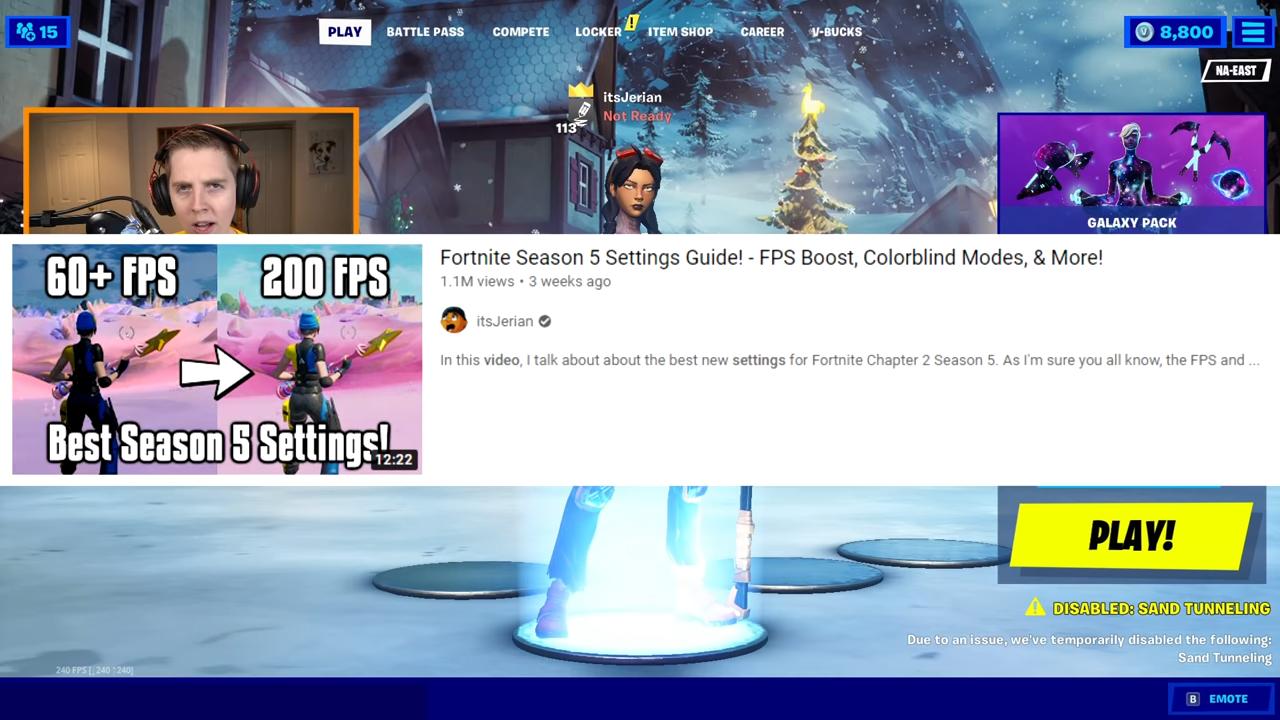 15
PLAY
BATTLE PASS
COMPETE
LOCKER
!
ITEM SHOP
CAREER
V-BUCKS
V
8,800
NA-EAST
itsJerian
Not Ready
113
GALAXY PACK
60+ FPS
200 FPS
Best Season 5 Settings!
12:22
Fortnite Season 5 Settings Guide! - FPS Boost, Colorblind Modes, & More!
1.1M views • 3 weeks ago
itsJerian
In this video, I talk about about the best new settings for Fortnite Chapter 2 Season 5. As I'm sure you all know, the FPS and ...
PLAY!
DISABLED: SAND TUNNELING
Due to an issue, we've temporarily disabled the following:
Sand Tunneling
240 FPS [↓240 ↑240]
B EMOTE